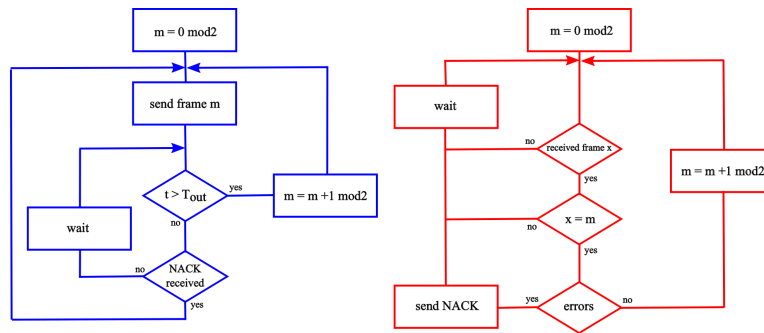 m = 0 mod2
send frame m
t > Tout
yes
m = m +1 mod2
no
wait
no
NACK
received
yes
m = 0 mod2
wait
no
received frame x
yes
m = m +1 mod2
no
x = m
yes
send NACK
yes
errors
no